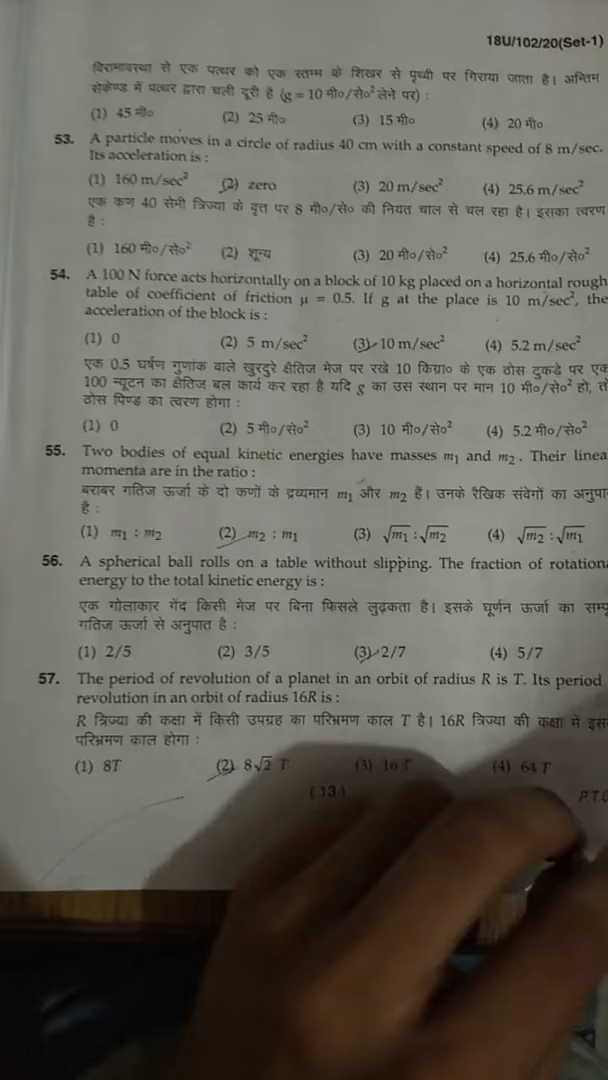 18U/102/20(Set-1)
विरामावस्था से एक पत्थर को एक स्तम्भ के शिखर से पृथ्वी पर गिराया जाता है। अन्तिम
सेकेण्ड में पत्थर द्वारा चली दूरी है (g = 10 मी०/से०² लेने पर) :
(1) 45 मी० (2) 25 मी० (3) 15 मी० (4) 20 मी०
53. A particle moves in a circle of radius 40 cm with a constant speed of 8 m/sec.
Its acceleration is :
(1) 160 m/sec² (2) zero (3) 20 m/sec² (4) 25.6 m/sec²
एक कण 40 सेमी त्रिज्या के वृत्त पर 8 मी०/से० की नियत चाल से चल रहा है। इसका त्वरण
है :
(1) 160 मी०/से०² (2) शून्य (3) 20 मी०/से०² (4) 25.6 मी०/से०²
54. A 100 N force acts horizontally on a block of 10 kg placed on a horizontal rough
table of coefficient of friction μ = 0.5. If g at the place is 10 m/sec², the
acceleration of the block is :
(1) 0 (2) 5 m/sec² (3) 10 m/sec² (4) 5.2 m/sec²
एक 0.5 घर्षण गुणांक वाले खुरदुरे क्षैतिज मेज पर रखे 10 किग्रा० के एक ठोस टुकड़े पर एक
100 न्यूटन का क्षैतिज बल कार्य कर रहा है यदि g का उस स्थान पर मान 10 मी०/से०² हो, त
ठोस पिण्ड का त्वरण होगा :
(1) 0 (2) 5 मी०/से०² (3) 10 मी०/से०² (4) 5.2 मी०/से०²
55. Two bodies of equal kinetic energies have masses m₁ and m₂. Their linea
momenta are in the ratio :
बराबर गतिज ऊर्जा के दो कणों के द्रव्यमान m₁ और m₂ हैं। उनके रैखिक संवेगों का अनुपा
है :
(1) m₁ : m₂ (2) m₂ : m₁ (3) √m₁ : √m₂ (4) √m₂ : √m₁
56. A spherical ball rolls on a table without slipping. The fraction of rotation
energy to the total kinetic energy is :
एक गोलाकार गेंद किसी मेज पर बिना फिसले लुढ़कता है। इसके घूर्णन ऊर्जा का सम्पू
गतिज ऊर्जा से अनुपात है :
(1) 2/5 (2) 3/5 (3) 2/7 (4) 5/7
57. The period of revolution of a planet in an orbit of radius R is T. Its period
revolution in an orbit of radius 16R is :
R त्रिज्या की कक्षा में किसी उपग्रह का परिभ्रमण काल T है। 16R त्रिज्या की कक्षा में इस
परिभ्रमण काल होगा :
(1) 8T (2) 8√2 T (3) 16 T (4) 64 T
( 13 )
P.T.O